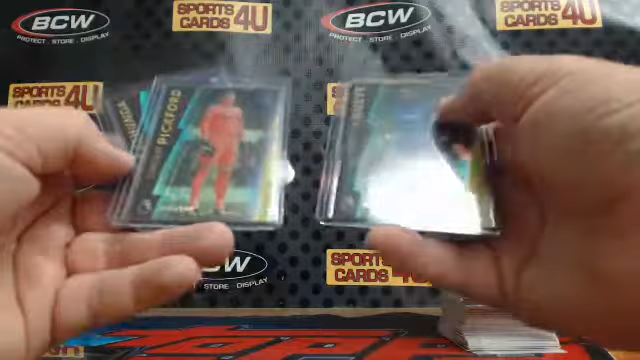 BCW
PROTECT · STORE · DISPLAY
SPORTS
CARDS 4U
BCW
PROTECT · STORE · DISPLAY
SPORTS
CARDS 4U
SPORTS
CARDS 4U
PICKFORD
BCW
STORE · DISPLAY
SPORTS
CARDS 4U
TOPPS